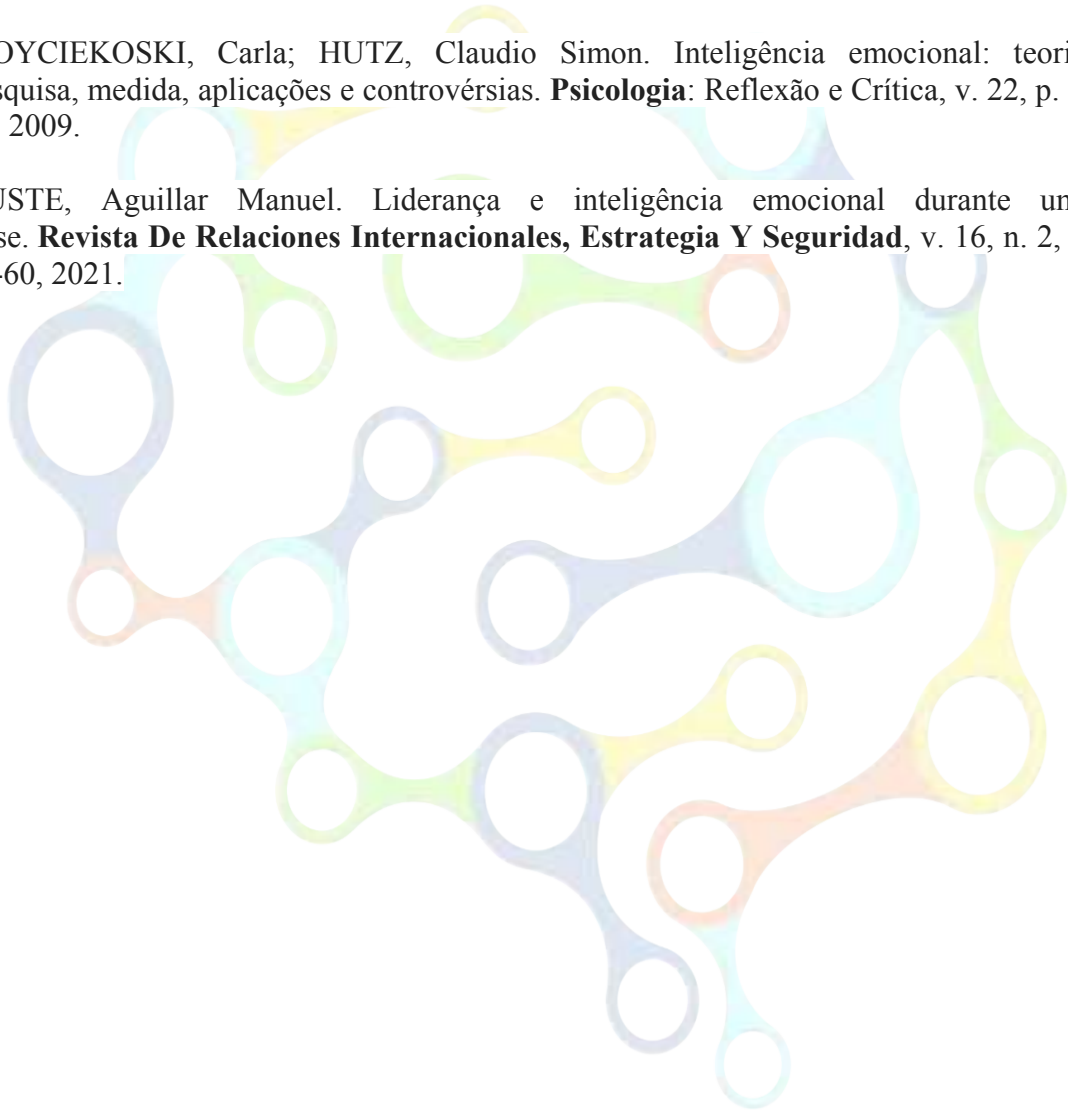 OYCIEKOSKI, Carla; HUTZ, Claudio Simon. Inteligência emocional: teori
squisa, medida, aplicações e controvérsias. Psicologia: Reflexão e Crítica, v. 22, p.
2009.
USTE, Aguillar Manuel. Liderança e inteligência emocional durante un
se. Revista De Relaciones Internacionales, Estrategia Y Seguridad, v. 16, n. 2,
-60, 2021.